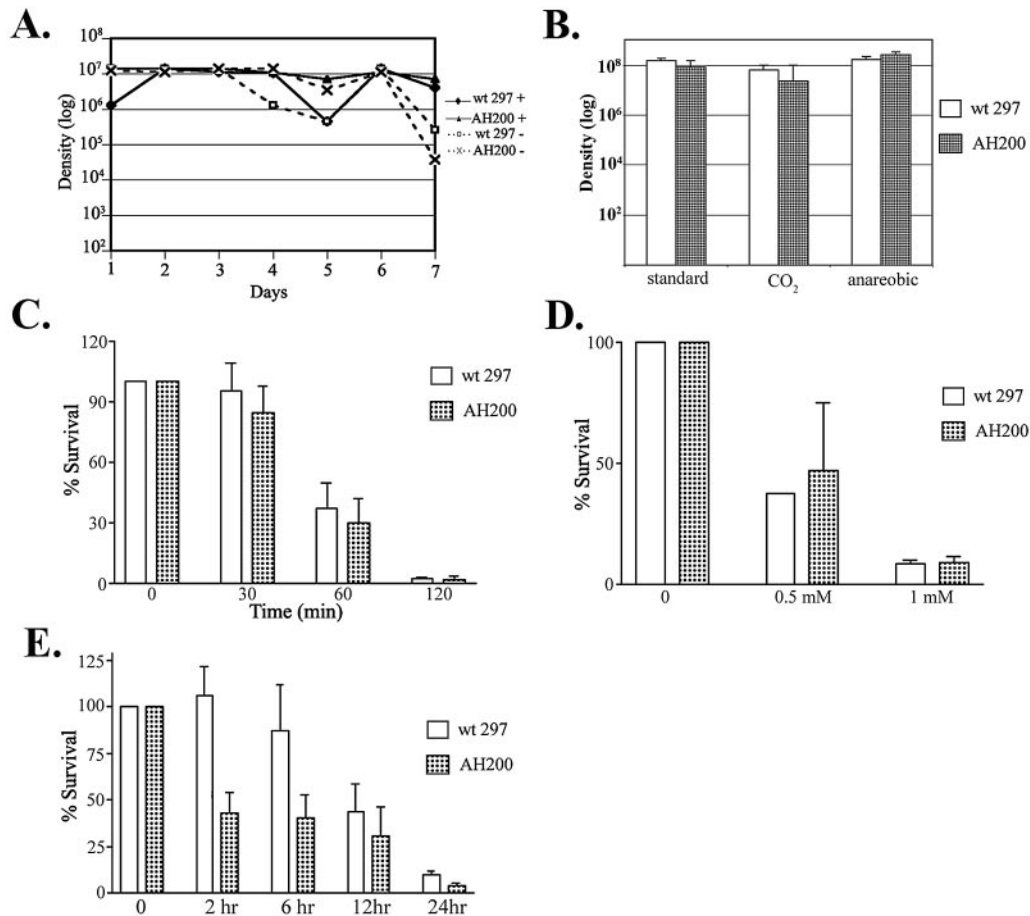 A.
Density (log)
10⁸
10⁷
10⁶
10⁵
10⁴
10³
10²
1 2 3 4 5 6 7
Days
wt 297 +
AH200 +
wt 297 -
AH200 -
B.
Density (log)
10⁸
10⁶
10⁴
10²
standard CO₂ anareobic
wt 297
AH200
C.
% Survival
120
90
60
30
0
0 30 60 120
Time (min)
wt 297
AH200
D.
% Survival
100
50
0
0 0.5 mM 1 mM
wt 297
AH200
E.
% Survival
125
100
75
50
25
0
0 2 hr 6 hr 12hr 24hr
wt 297
AH200